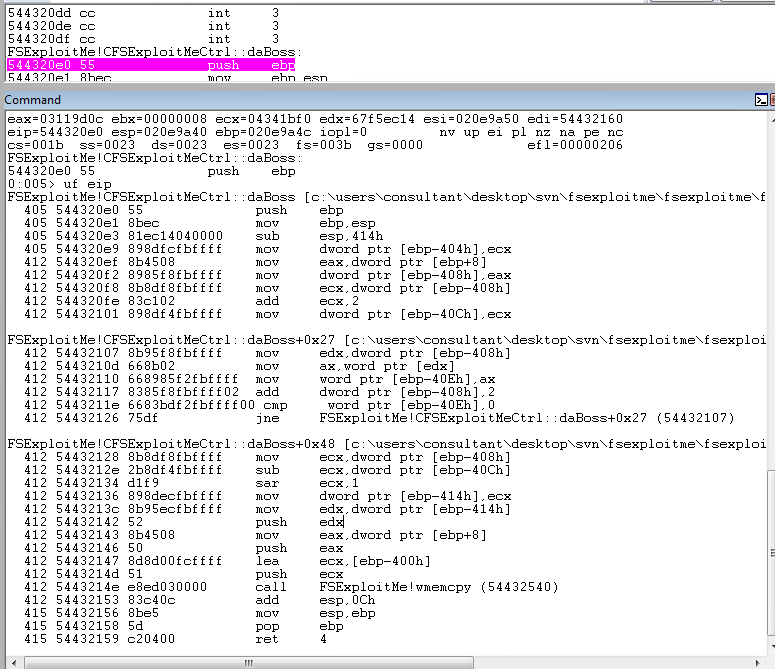 544320dd cc int 3
544320de cc int 3
544320df cc int 3
FSExploitMe!CFSExploitMeCtrl::daBoss:
544320e0 55 push ebp
544320e1 8bec mov ebp,esp
Command
eax=03119d0c ebx=00000008 ecx=04341bf0 edx=67f5ec14 esi=020e9a50 edi=54432160
eip=544320e0 esp=020e9a40 ebp=020e9a4c iopl=0 nv up ei pl nz na pe nc
cs=001b ss=0023 ds=0023 es=0023 fs=003b gs=0000 efl=00000206
FSExploitMe!CFSExploitMeCtrl::daBoss:
544320e0 55 push ebp
0:005> uf eip
FSExploitMe!CFSExploitMeCtrl::daBoss [c:\users\consultant\desktop\svn\fsexploitme\fsexploitme\f
405 544320e0 55 push ebp
405 544320e1 8bec mov ebp,esp
405 544320e3 81ec14040000 sub esp,414h
405 544320e9 898dfcfbffff mov dword ptr [ebp-404h],ecx
412 544320ef 8b4508 mov eax,dword ptr [ebp+8]
412 544320f2 8985f8fbffff mov dword ptr [ebp-408h],eax
412 544320f8 8b8df8fbffff mov ecx,dword ptr [ebp-408h]
412 544320fe 83c102 add ecx,2
412 54432101 898df4fbffff mov dword ptr [ebp-40Ch],ecx
FSExploitMe!CFSExploitMeCtrl::daBoss+0x27 [c:\users\consultant\desktop\svn\fsexploitme\fsexploi
412 54432107 8b95f8fbffff mov edx,dword ptr [ebp-408h]
412 5443210d 668b02 mov ax,word ptr [edx]
412 54432110 668985f2fbffff mov word ptr [ebp-40Eh],ax
412 54432117 8385f8fbffff02 add dword ptr [ebp-408h],2
412 5443211e 6683bdf2fbffff00 cmp word ptr [ebp-40Eh],0
412 54432126 75df jne FSExploitMe!CFSExploitMeCtrl::daBoss+0x27 (54432107)
FSExploitMe!CFSExploitMeCtrl::daBoss+0x48 [c:\users\consultant\desktop\svn\fsexploitme\fsexploi
412 54432128 8b8df8fbffff mov ecx,dword ptr [ebp-408h]
412 5443212e 2b8df4fbffff sub ecx,dword ptr [ebp-40Ch]
412 54432134 d1f9 sar ecx,1
412 54432136 898decfbffff mov dword ptr [ebp-414h],ecx
412 5443213c 8b95ecfbffff mov edx,dword ptr [ebp-414h]
412 54432142 52 push edx
412 54432143 8b4508 mov eax,dword ptr [ebp+8]
412 54432146 50 push eax
412 54432147 8d8d00fcffff lea ecx,[ebp-400h]
412 5443214d 51 push ecx
412 5443214e e8ed030000 call FSExploitMe!wmemcpy (54432540)
412 54432153 83c40c add esp,0Ch
415 54432156 8be5 mov esp,ebp
415 54432158 5d pop ebp
415 54432159 c20400 ret 4